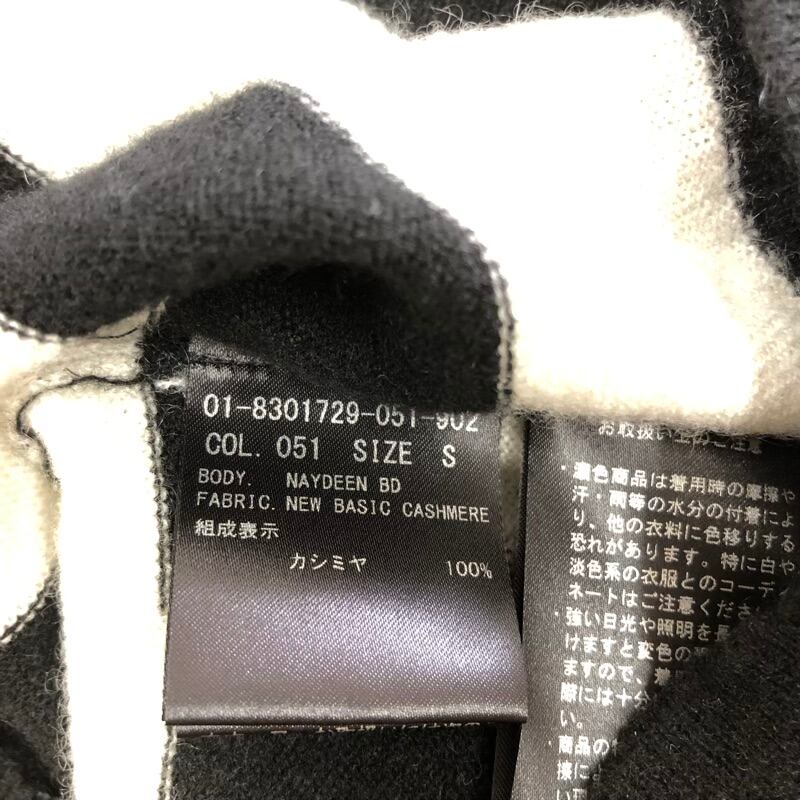 01-8301729-051-902
COL. 051 SIZE S
BODY. NAYDEEN BD
FABRIC. NEW BASIC CASHMERE
組成表示
カシミヤ 100%
お取扱い上のご注意
・濃色商品は着用時の摩擦や
汗・雨等の水分の付着によ
り、他の衣料に色移りする
恐れがあります。特に白や
淡色系の衣服とのコーディ
ネートはご注意くださ
・強い日光や照明を長
けますと変色の
ますので、着
際には十分
い。
・商品の
擦によ